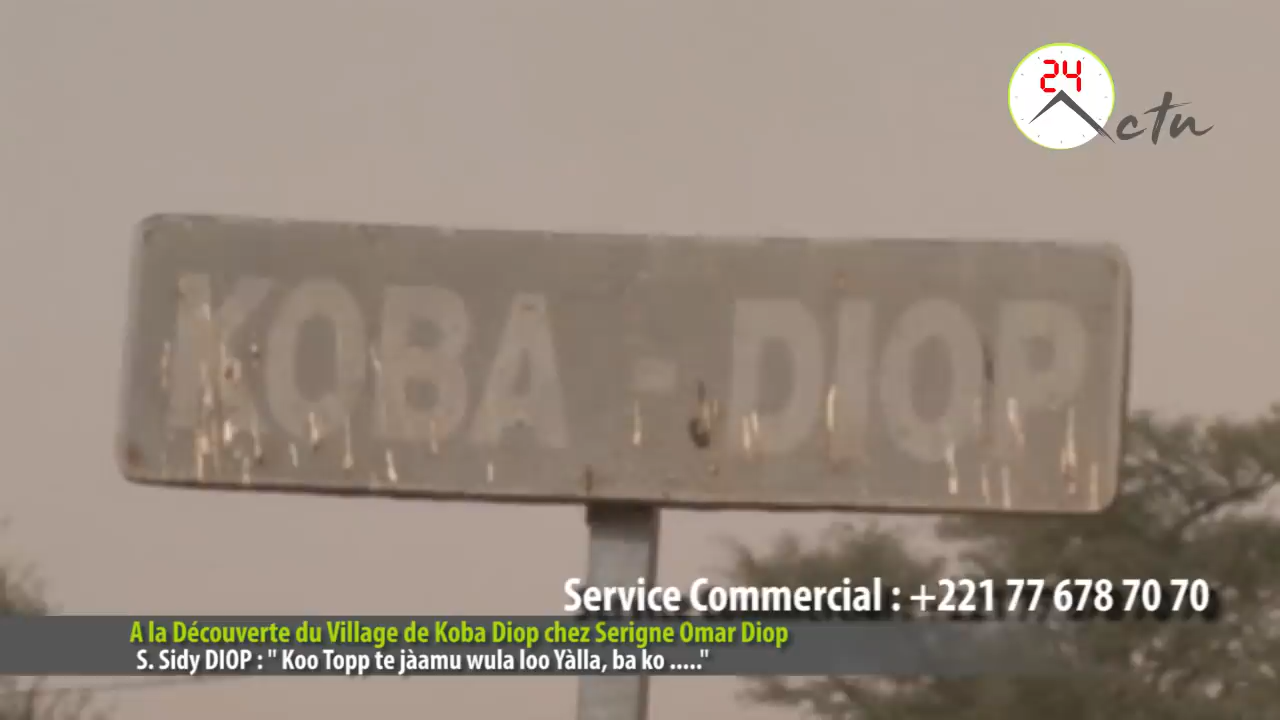 24
Actu
KOBA - DIOP
Service Commercial : +221 77 678 70 70
A la Découverte du Village de Koba Diop chez Serigne Omar Diop
S. Sidy DIOP : " Koo Topp te jàamu wula loo Yàlla, ba ko ....."